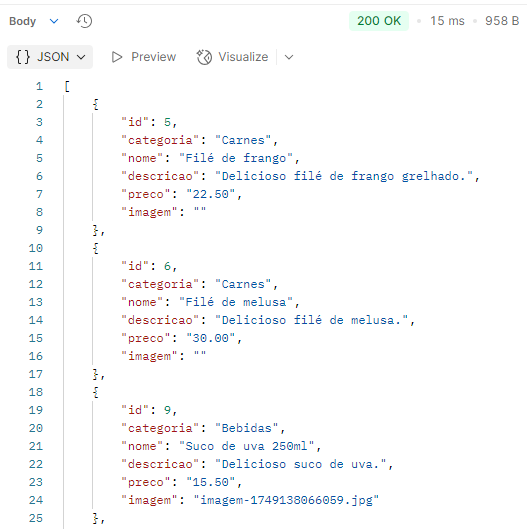 Body 200 OK • 15 ms • 958 B
{} JSON Preview Visualize
1 [
2 {
3 "id": 5,
4 "categoria": "Carnes",
5 "nome": "Filé de frango",
6 "descricao": "Delicioso filé de frango grelhado.",
7 "preco": "22.50",
8 "imagem": ""
9 },
10 {
11 "id": 6,
12 "categoria": "Carnes",
13 "nome": "Filé de melusa",
14 "descricao": "Delicioso filé de melusa.",
15 "preco": "30.00",
16 "imagem": ""
17 },
18 {
19 "id": 9,
20 "categoria": "Bebidas",
21 "nome": "Suco de uva 250ml",
22 "descricao": "Delicioso suco de uva.",
23 "preco": "15.50",
24 "imagem": "imagem-1749138066059.jpg"
25 },